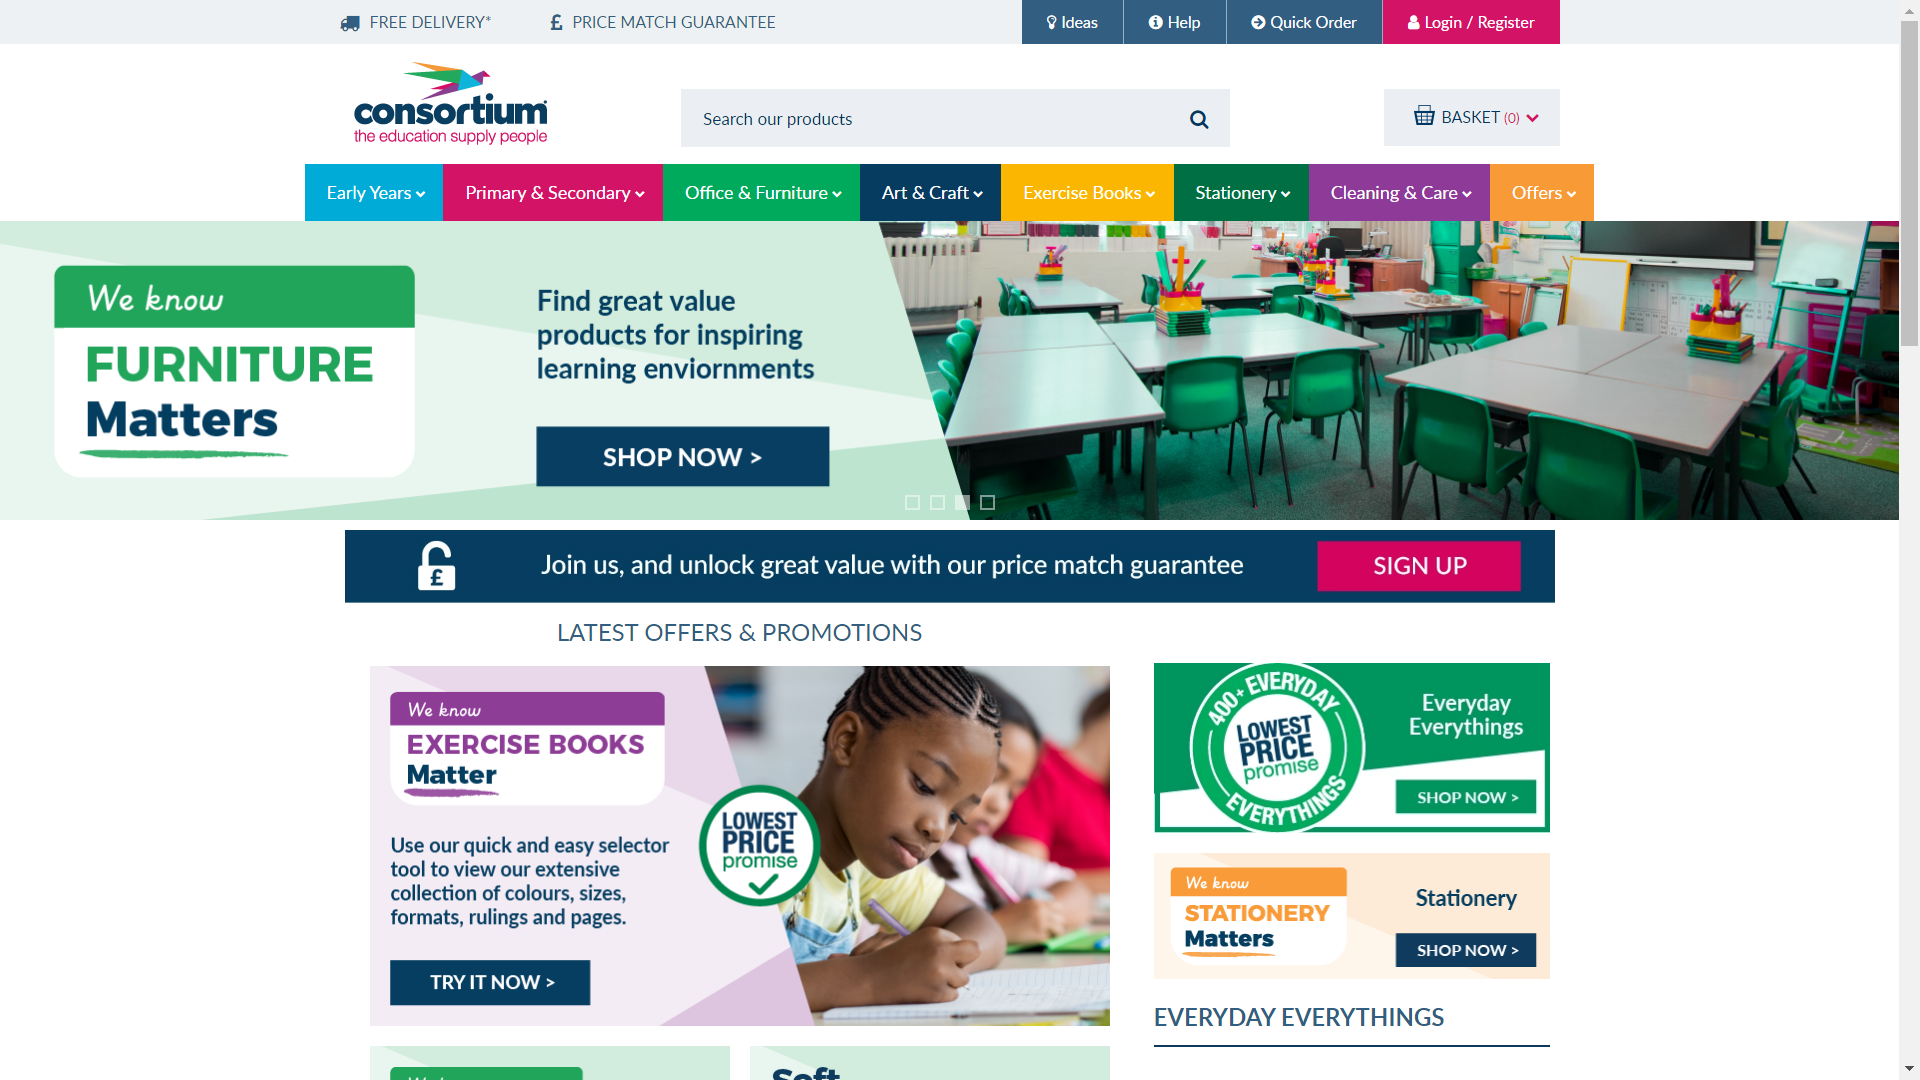 FREE DELIVERY*
£ PRICE MATCH GUARANTEE
Ideas
Help
Quick Order
Login / Register
consortium
the education supply people
Search our products
BASKET (0)
Early Years
Primary & Secondary
Office & Furniture
Art & Craft
Exercise Books
Stationery
Cleaning & Care
Offers
We know
FURNITURE
Matters
Find great value
products for inspiring
learning enviornments
SHOP NOW >
£
Join us, and unlock great value with our price match guarantee
SIGN UP
LATEST OFFERS & PROMOTIONS
We know
EXERCISE BOOKS
Matter
Use our quick and easy selector
tool to view our extensive
collection of colours, sizes,
formats, rulings and pages.
TRY IT NOW >
LOWEST
PRICE
promise
400+ EVERYDAY
LOWEST
PRICE
promise
EVERYTHINGS
Everyday
Everythings
SHOP NOW >
We know
STATIONERY
Matters
Stationery
SHOP NOW >
EVERYDAY EVERYTHINGS
Soft